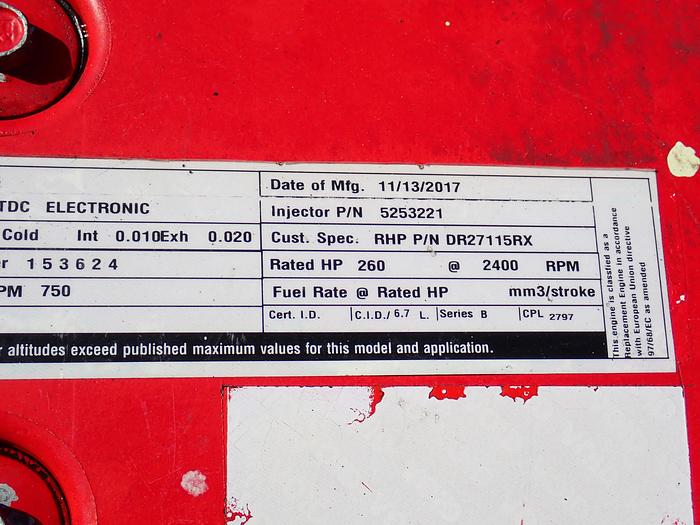 Date of Mfg. 11/13/2017
TDC ELECTRONIC
Injector P/N 5253221
Cold Int 0.010Exh 0.020
Cust. Spec. RHP P/N DR27115RX
er 153624
Rated HP 260 @ 2400 RPM
PM 750
Fuel Rate @ Rated HP mm3/stroke
Cert. I.D. C.I.D./ 6.7 L. Series B CPL 2797
r altitudes exceed published maximum values for this model and application.
This engine is classfied as a
Replacement Engine in accordance
with European Union directive
97/68/EC as amended